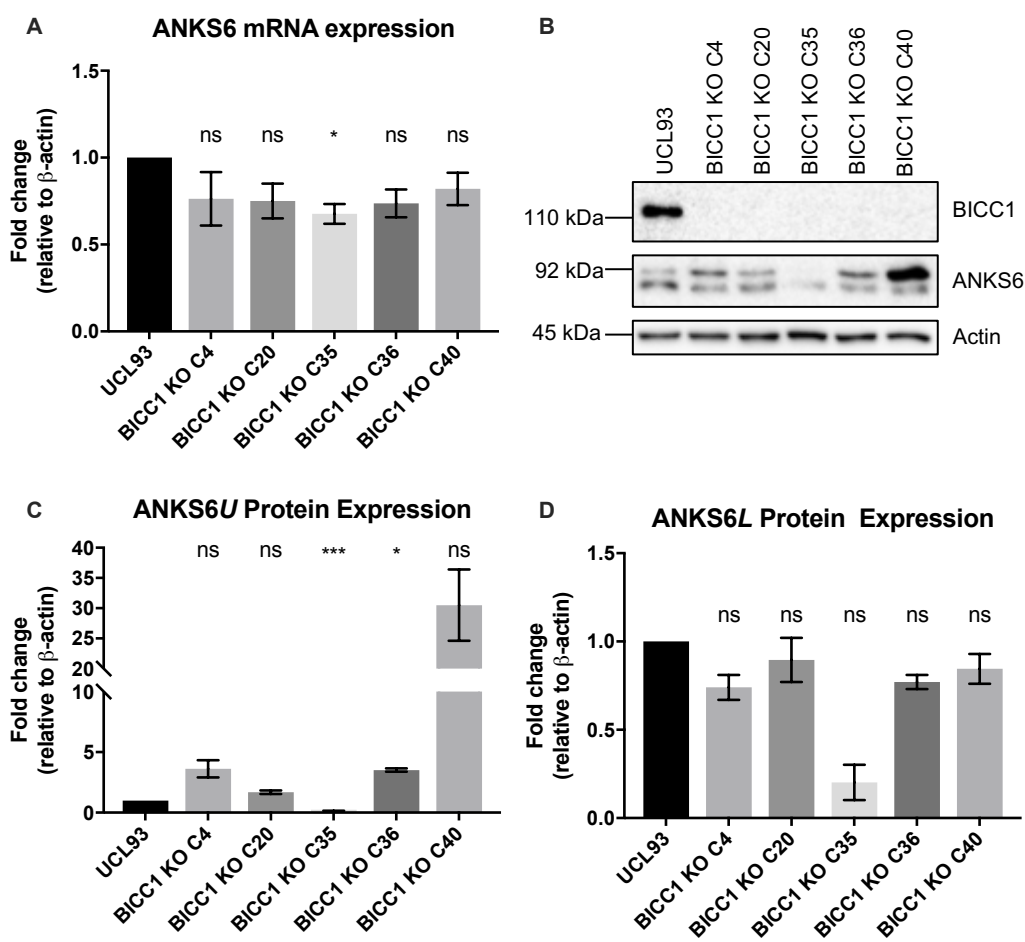 A
ANKS6 mRNA expression
Fold change
(relative to β-actin)
1.5
1.0
0.5
0.0
ns
ns
*
ns
ns
UCL93
BICC1 KO C4
BICC1 KO C20
BICC1 KO C35
BICC1 KO C36
BICC1 KO C40
B
UCL93
BICC1 KO C4
BICC1 KO C20
BICC1 KO C35
BICC1 KO C36
BICC1 KO C40
110 kDa
BICC1
92 kDa
ANKS6
45 kDa
Actin
C
ANKS6U Protein Expression
Fold change
(relative to β-actin)
40
35
30
25
20
10
5
0
ns
ns
***
*
ns
UCL93
BICC1 KO C4
BICC1 KO C20
BICC1 KO C35
BICC1 KO C36
BICC1 KO C40
D
ANKS6L Protein Expression
Fold change
(relative to β-actin)
1.5
1.0
0.5
0.0
ns
ns
ns
ns
ns
UCL93
BICC1 KO C4
BICC1 KO C20
BICC1 KO C35
BICC1 KO C36
BICC1 KO C40